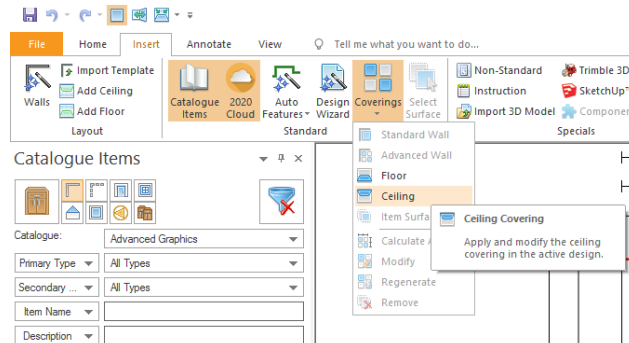 File Home Insert Annotate View Tell me what you want to do...
Walls
Import Template
Add Ceiling
Add Floor
Layout
Catalogue Items
2020 Cloud
Auto Features
Design Wizard
Coverings
Select Surface
Standard
Non-Standard
Instruction
Import 3D Model
Trimble 3D
SketchUp
Componen
Specials
Standard Wall
Advanced Wall
Floor
Ceiling
Item Surfa
Calculate A
Modify
Regenerate
Remove
Ceiling Covering
Apply and modify the ceiling
covering in the active design.
Catalogue Items
Catalogue: Advanced Graphics
Primary Type All Types
Secondary ... All Types
Item Name
Description